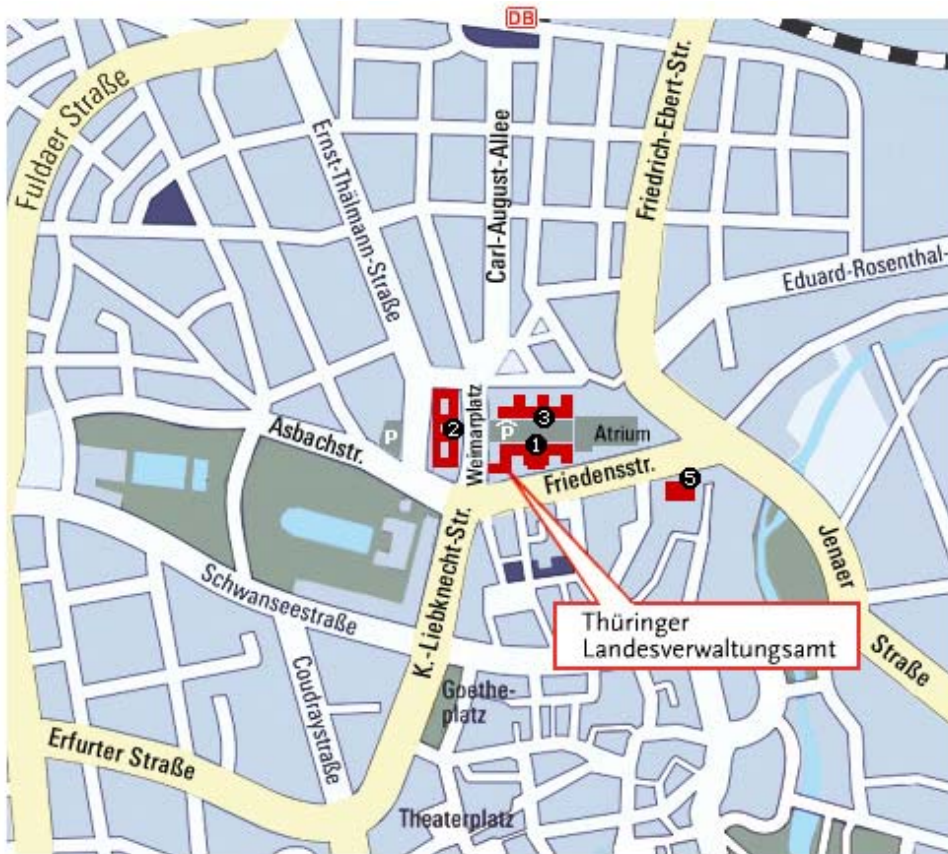 DB
Fuldaer Straße
Ernst-Thälmann-Straße
Carl-August-Allee
Friedrich-Ebert-Str.
Eduard-Rosenthal-
Asbachstr.
P
2
Weimarplatz
3
P
1
Atrium
Friedensstr.
5
Jenaer
Straße
Schwanseestraße
K.-Liebknecht-Str.
Thüringer
Landesverwaltungsamt
Coudraystraße
Goethe-
platz
Erfurter Straße
Theaterplatz